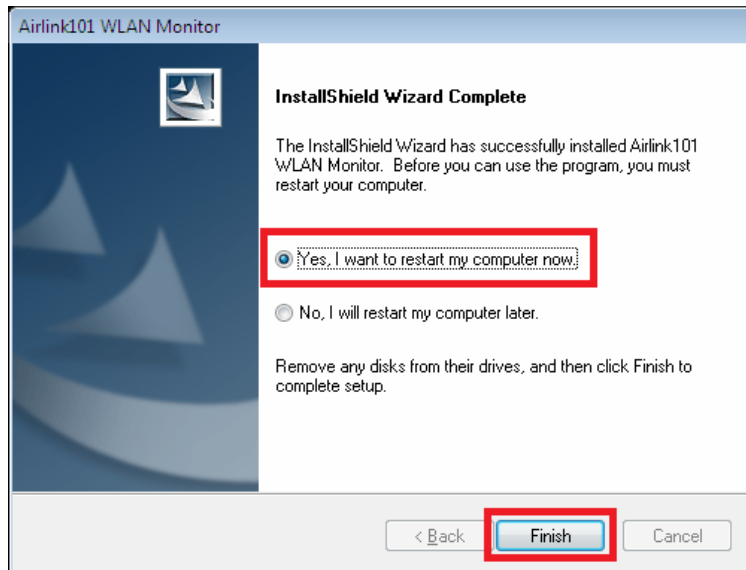 Airlink101 WLAN Monitor
InstallShield Wizard Complete
The InstallShield Wizard has successfully installed Airlink101
WLAN Monitor. Before you can use the program, you must
restart your computer.
Yes, I want to restart my computer now.
No, I will restart my computer later.
Remove any disks from their drives, and then click Finish to
complete setup.
< Back Finish Cancel